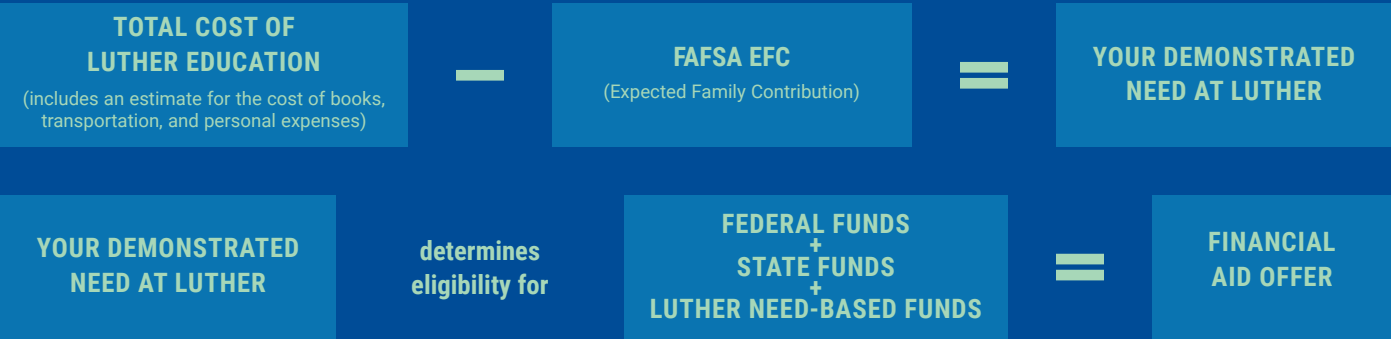 TOTAL COST OF
LUTHER EDUCATION
(includes an estimate for the cost of books,
transportation, and personal expenses)
–
FAFSA EFC
(Expected Family Contribution)
=
YOUR DEMONSTRATED
NEED AT LUTHER
YOUR DEMONSTRATED
NEED AT LUTHER
determines
eligibility for
FEDERAL FUNDS
+
STATE FUNDS
+
LUTHER NEED-BASED FUNDS
=
FINANCIAL
AID OFFER